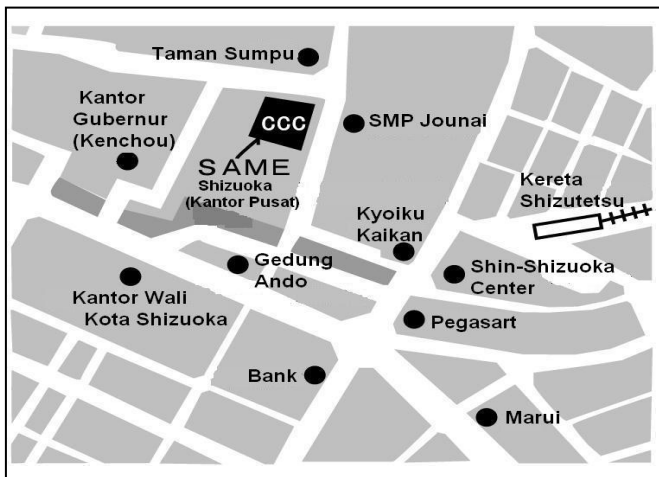 Taman Sumpu
Kantor
Gubernur
(Kenchou)
CCC
SAME
Shizuoka
(Kantor Pusat)
SMP Jounai
Kereta
Shizutetsu
Kyoiku
Kaikan
Gedung
Ando
Shin-Shizuoka
Center
Kantor Wali
Kota Shizuoka
Pegasart
Bank
Marui